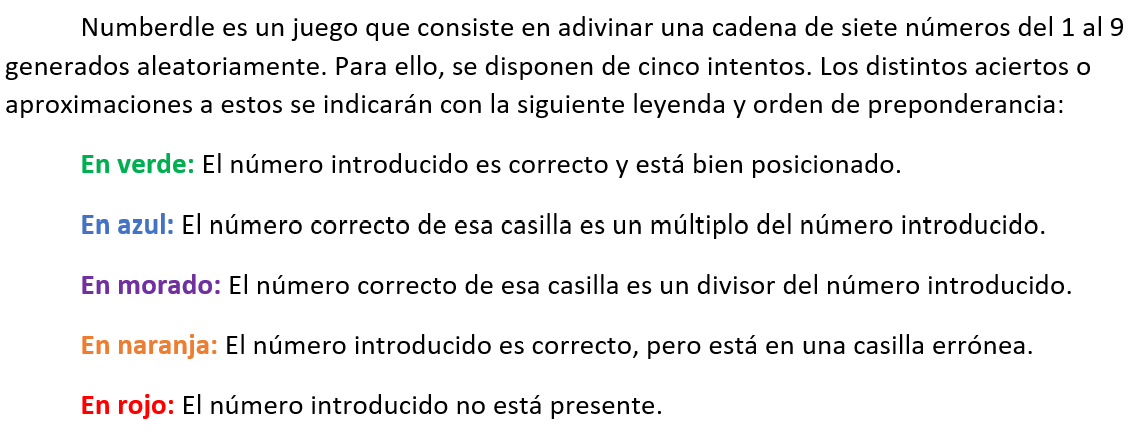 Numberdle es un juego que consiste en adivinar una cadena de siete números del 1 al 9
generados aleatoriamente. Para ello, se disponen de cinco intentos. Los distintos aciertos o
aproximaciones a estos se indicarán con la siguiente leyenda y orden de preponderancia:
En verde: El número introducido es correcto y está bien posicionado.
En azul: El número correcto de esa casilla es un múltiplo del número introducido.
En morado: El número correcto de esa casilla es un divisor del número introducido.
En naranja: El número introducido es correcto, pero está en una casilla errónea.
En rojo: El número introducido no está presente.